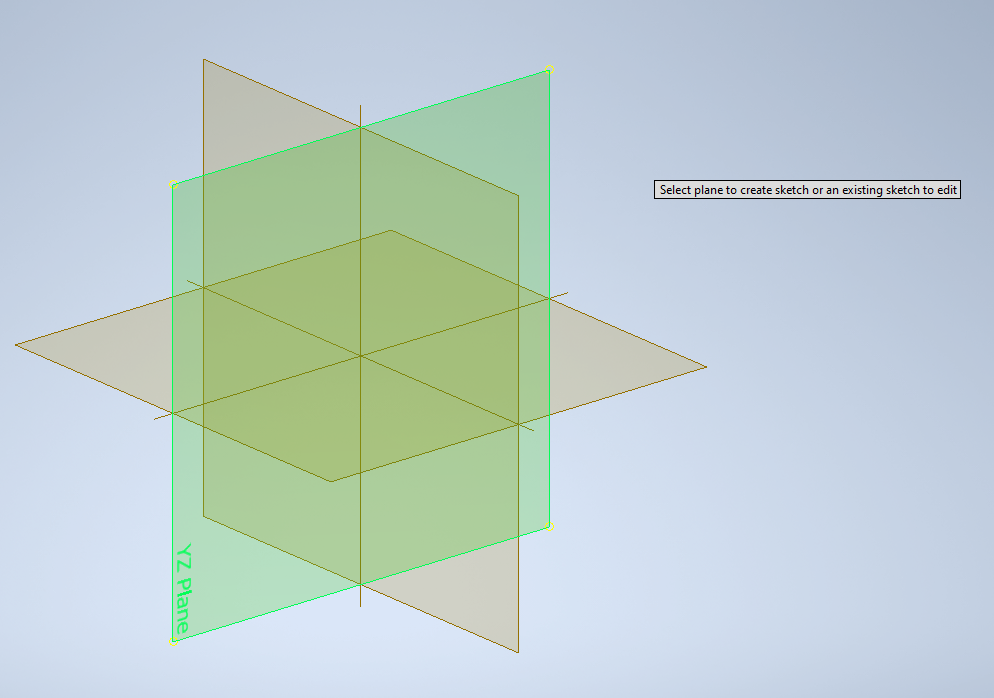 Select plane to create sketch or an existing sketch to edit
YZ Plane